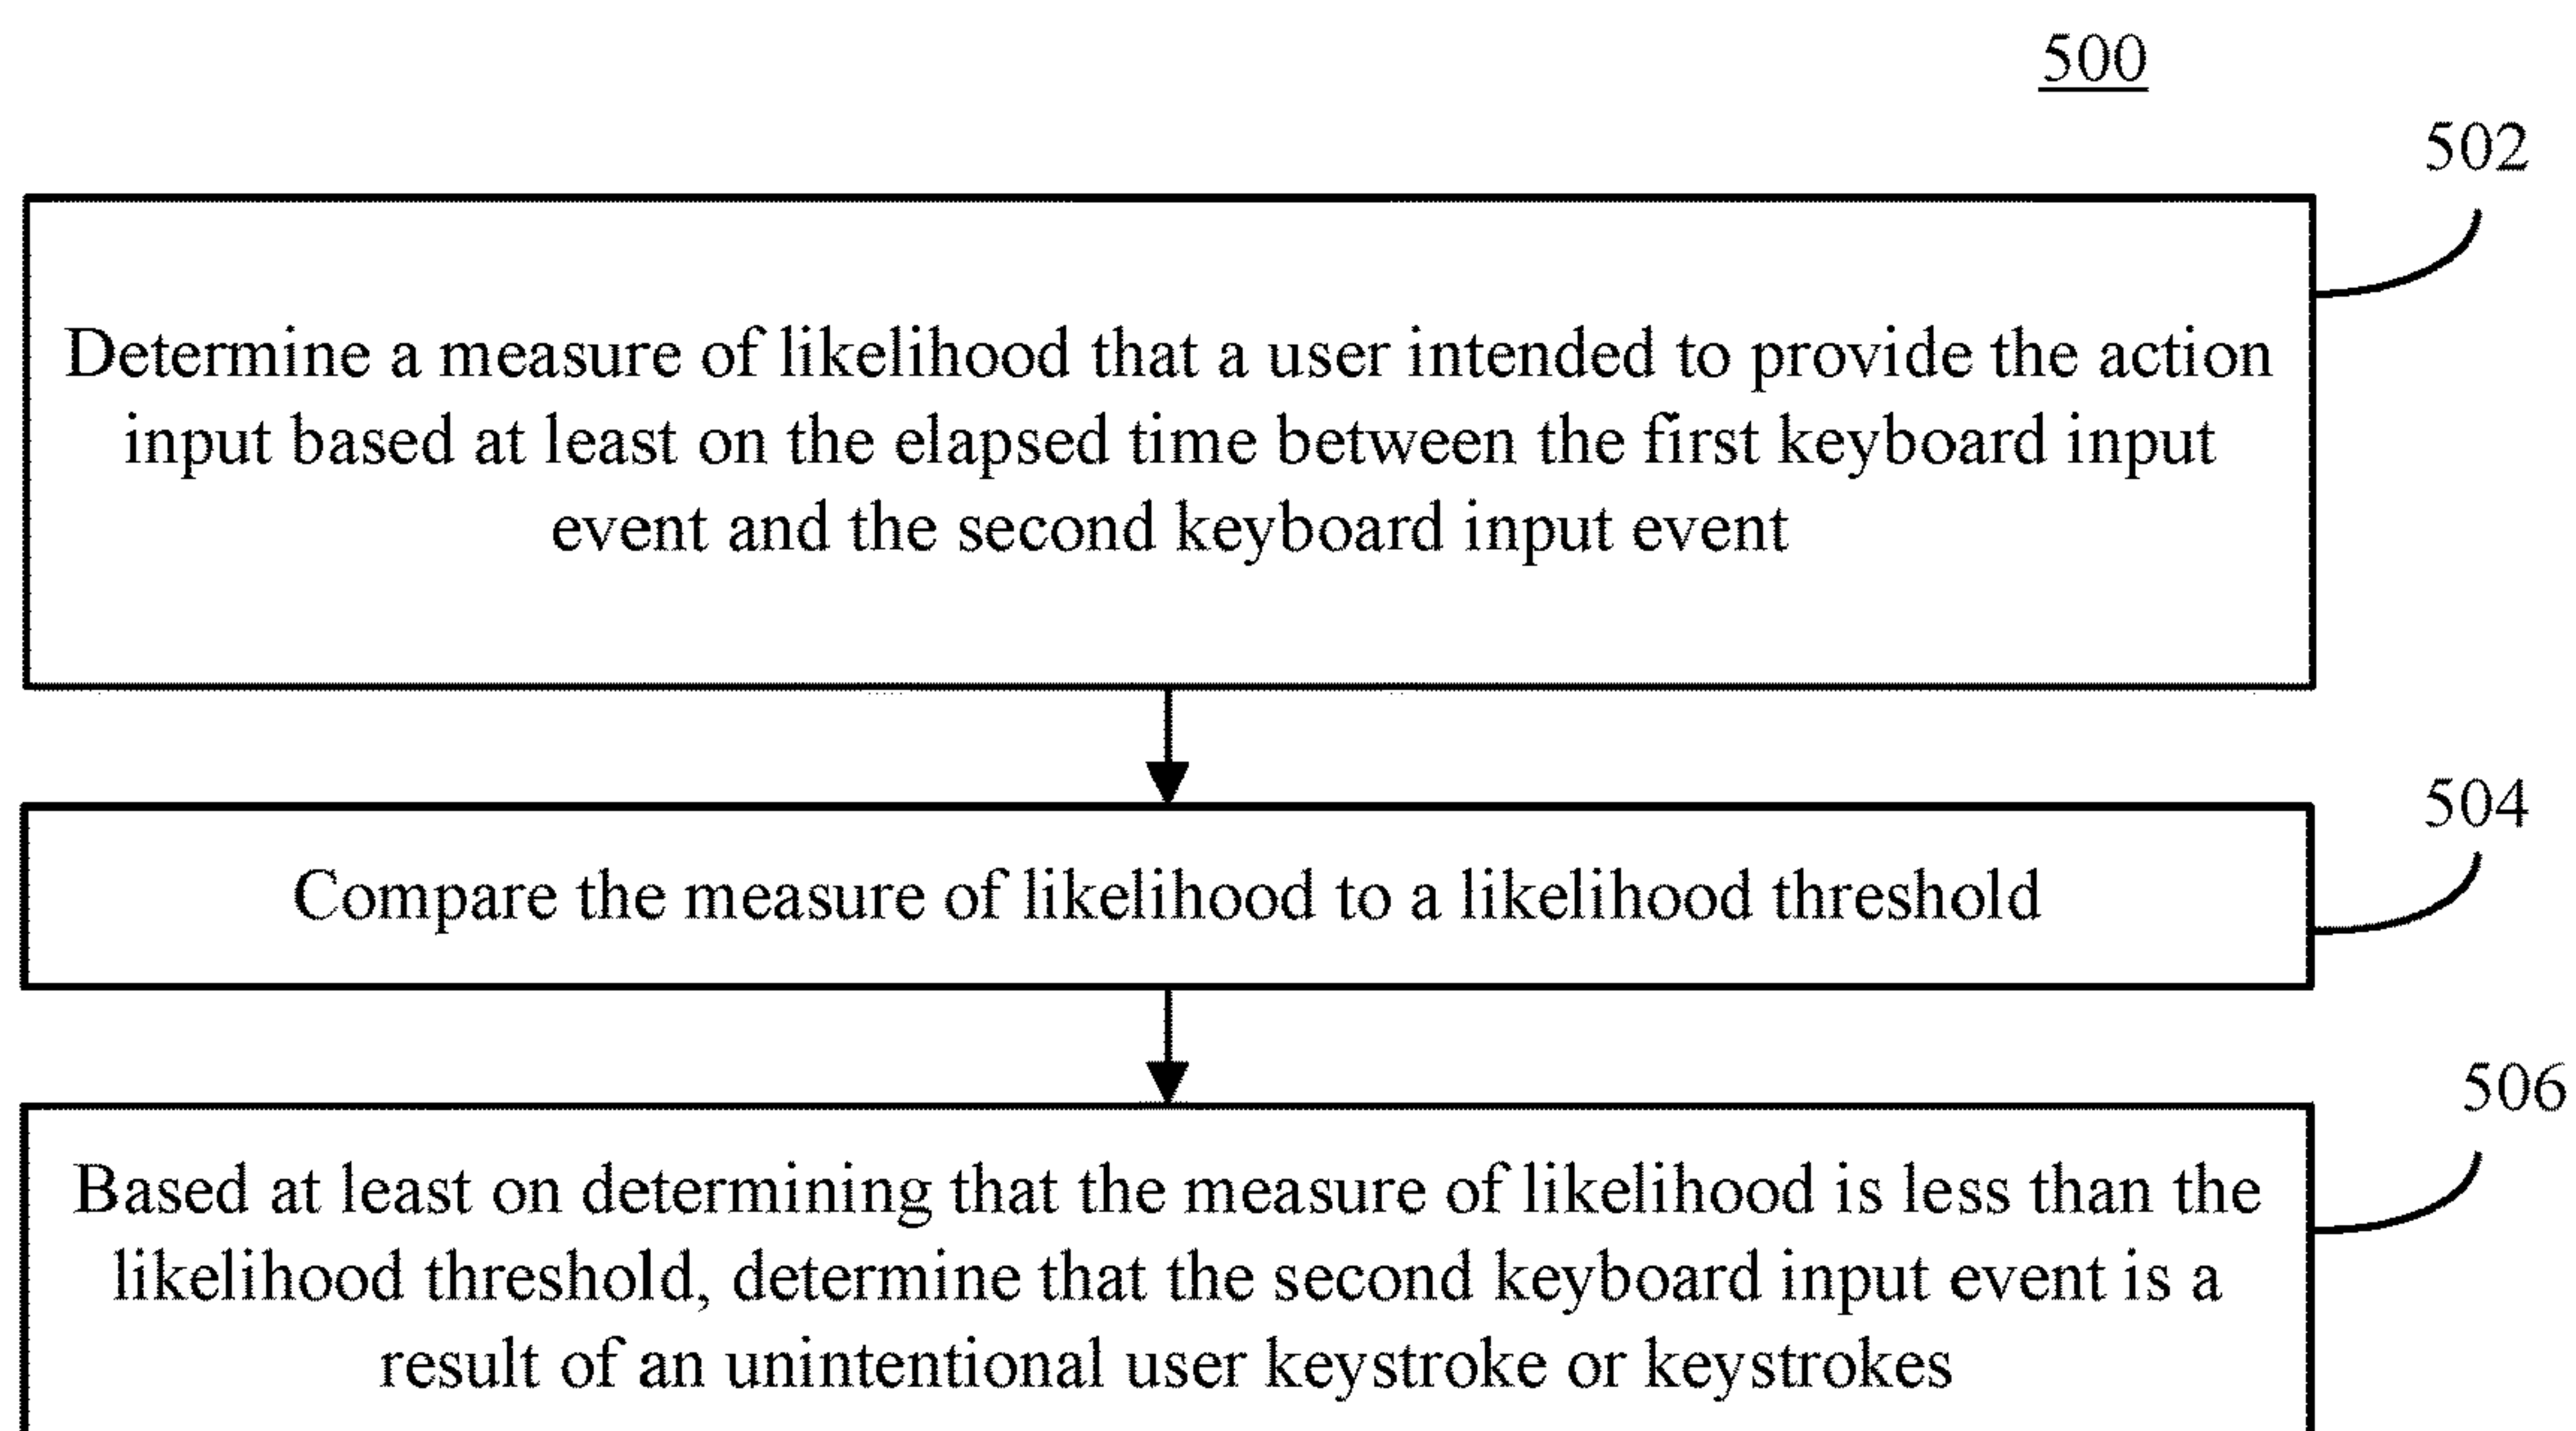 500
502
Determine a measure of likelihood that a user intended to provide the action
input based at least on the elapsed time between the first keyboard input
event and the second keyboard input event
504
Compare the measure of likelihood to a likelihood threshold
506
Based at least on determining that the measure of likelihood is less than the
likelihood threshold, determine that the second keyboard input event is a
result of an unintentional user keystroke or keystrokes